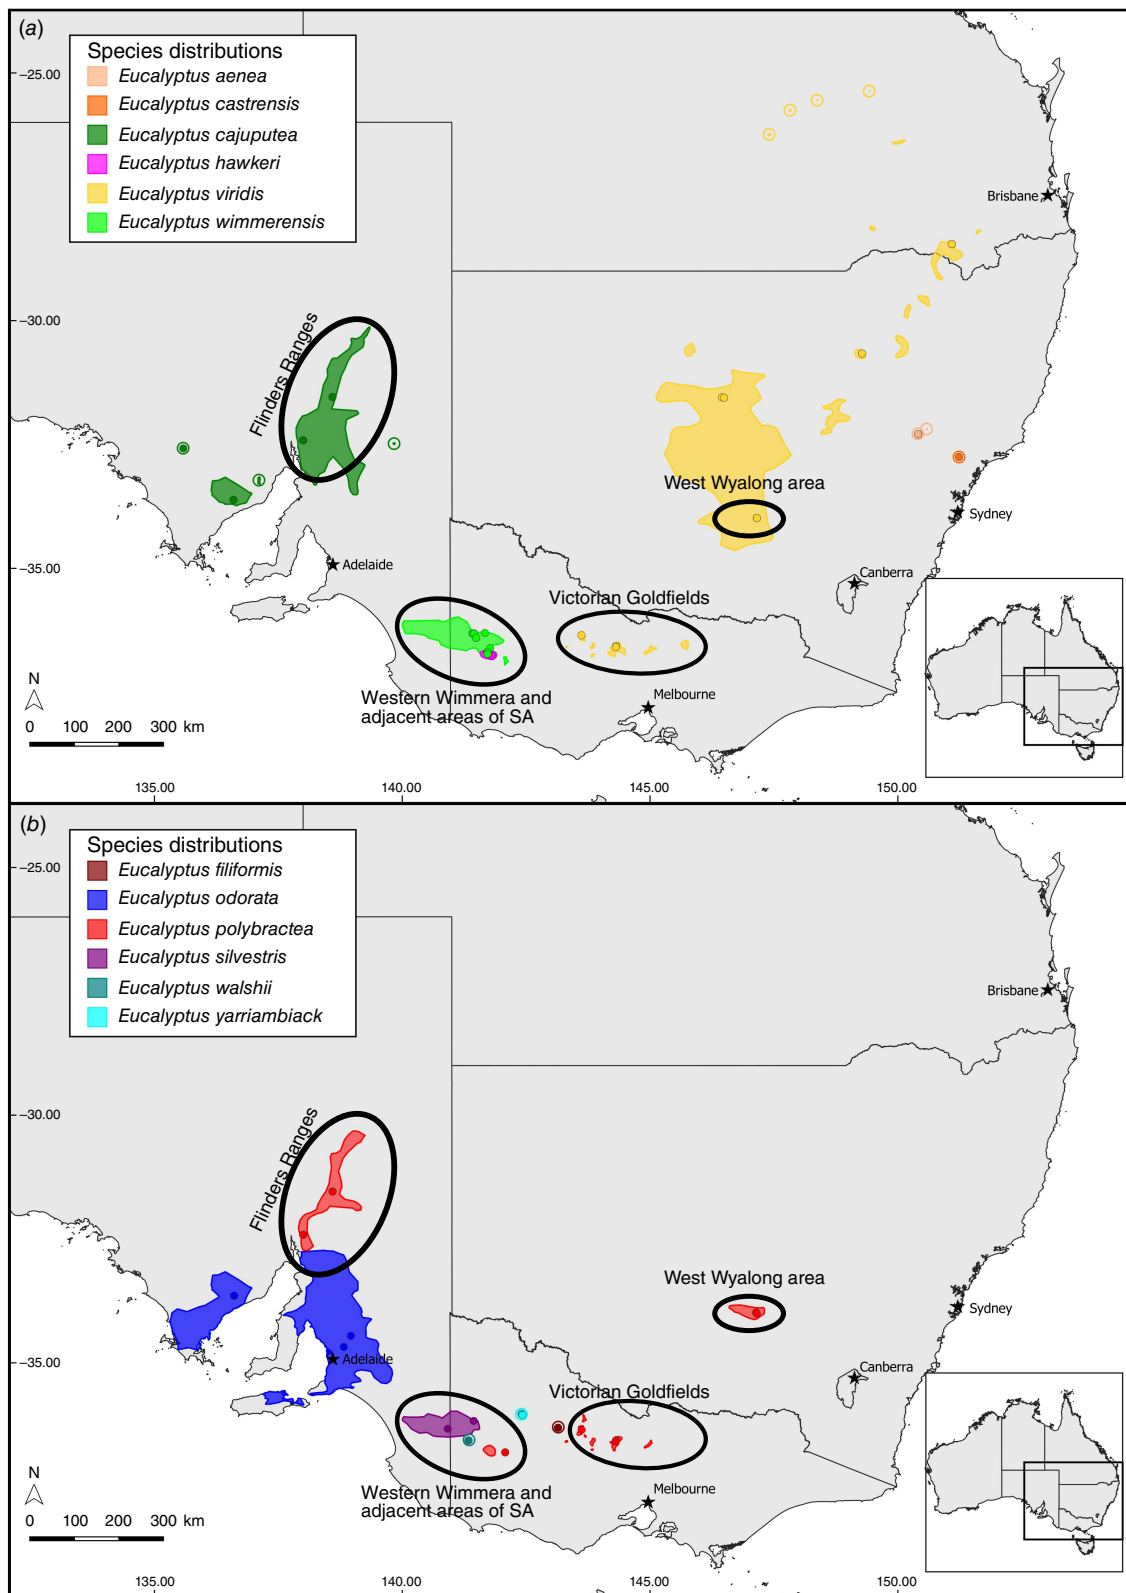 (a)
Species distributions
Eucalyptus aenea
Eucalyptus castrensis
Eucalyptus cajuputea
Eucalyptus hawkeri
Eucalyptus viridis
Eucalyptus wimmerensis
−25.00
−30.00
−35.00
Brisbane
Flinders Ranges
West Wyalong area
Sydney
Adelaide
Canberra
Victorian Goldfields
Western Wimmera and
adjacent areas of SA
Melbourne
N
0 100 200 300 km
135.00 140.00 145.00 150.00
(b)
Species distributions
Eucalyptus filiformis
Eucalyptus odorata
Eucalyptus polybractea
Eucalyptus silvestris
Eucalyptus walshii
Eucalyptus yarriambiack
−25.00
−30.00
−35.00
Brisbane
Flinders Ranges
West Wyalong area
Sydney
Adelaide
Canberra
Victorian Goldfields
Western Wimmera and
adjacent areas of SA
Melbourne
N
0 100 200 300 km
135.00 140.00 145.00 150.00